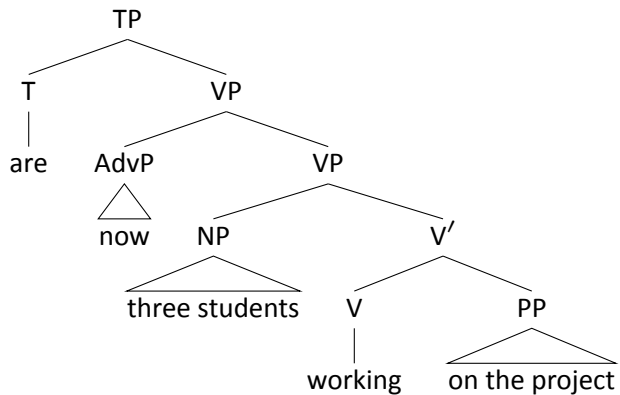 TP
T VP
are AdvP VP
now NP V′
three students V PP
working on the project